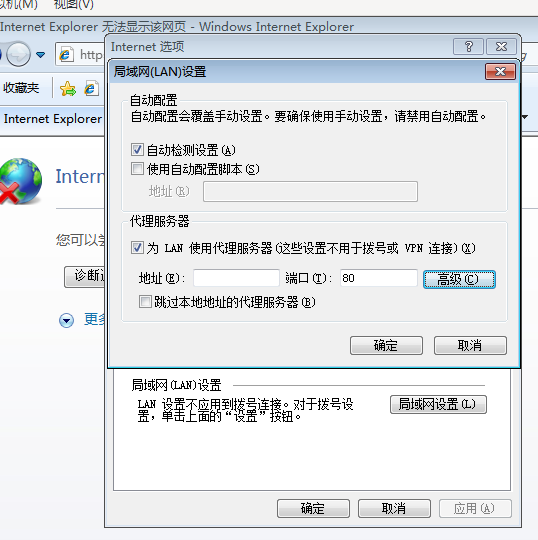 视图(V)
Internet Explorer 无法显示该网页 - Windows Internet Explorer
Internet 选项
http
局域网(LAN)设置
收藏夹
自动配置
自动配置会覆盖手动设置。要确保使用手动设置，请禁用自动配置。
Internet Explorer
自动检测设置(A)
使用自动配置脚本(S)
地址(R)
代理服务器
为 LAN 使用代理服务器(这些设置不用于拨号或 VPN 连接)(X)
地址(E):
端口(T):
80
高级(C)
跳过本地地址的代理服务器(B)
确定
取消
Intern
您可以
诊断
更多
局域网(LAN)设置
LAN 设置不应用到拨号连接。对于拨号设
置，单击上面的“设置”按钮。
局域网设置(L)
确定
取消
应用(A)